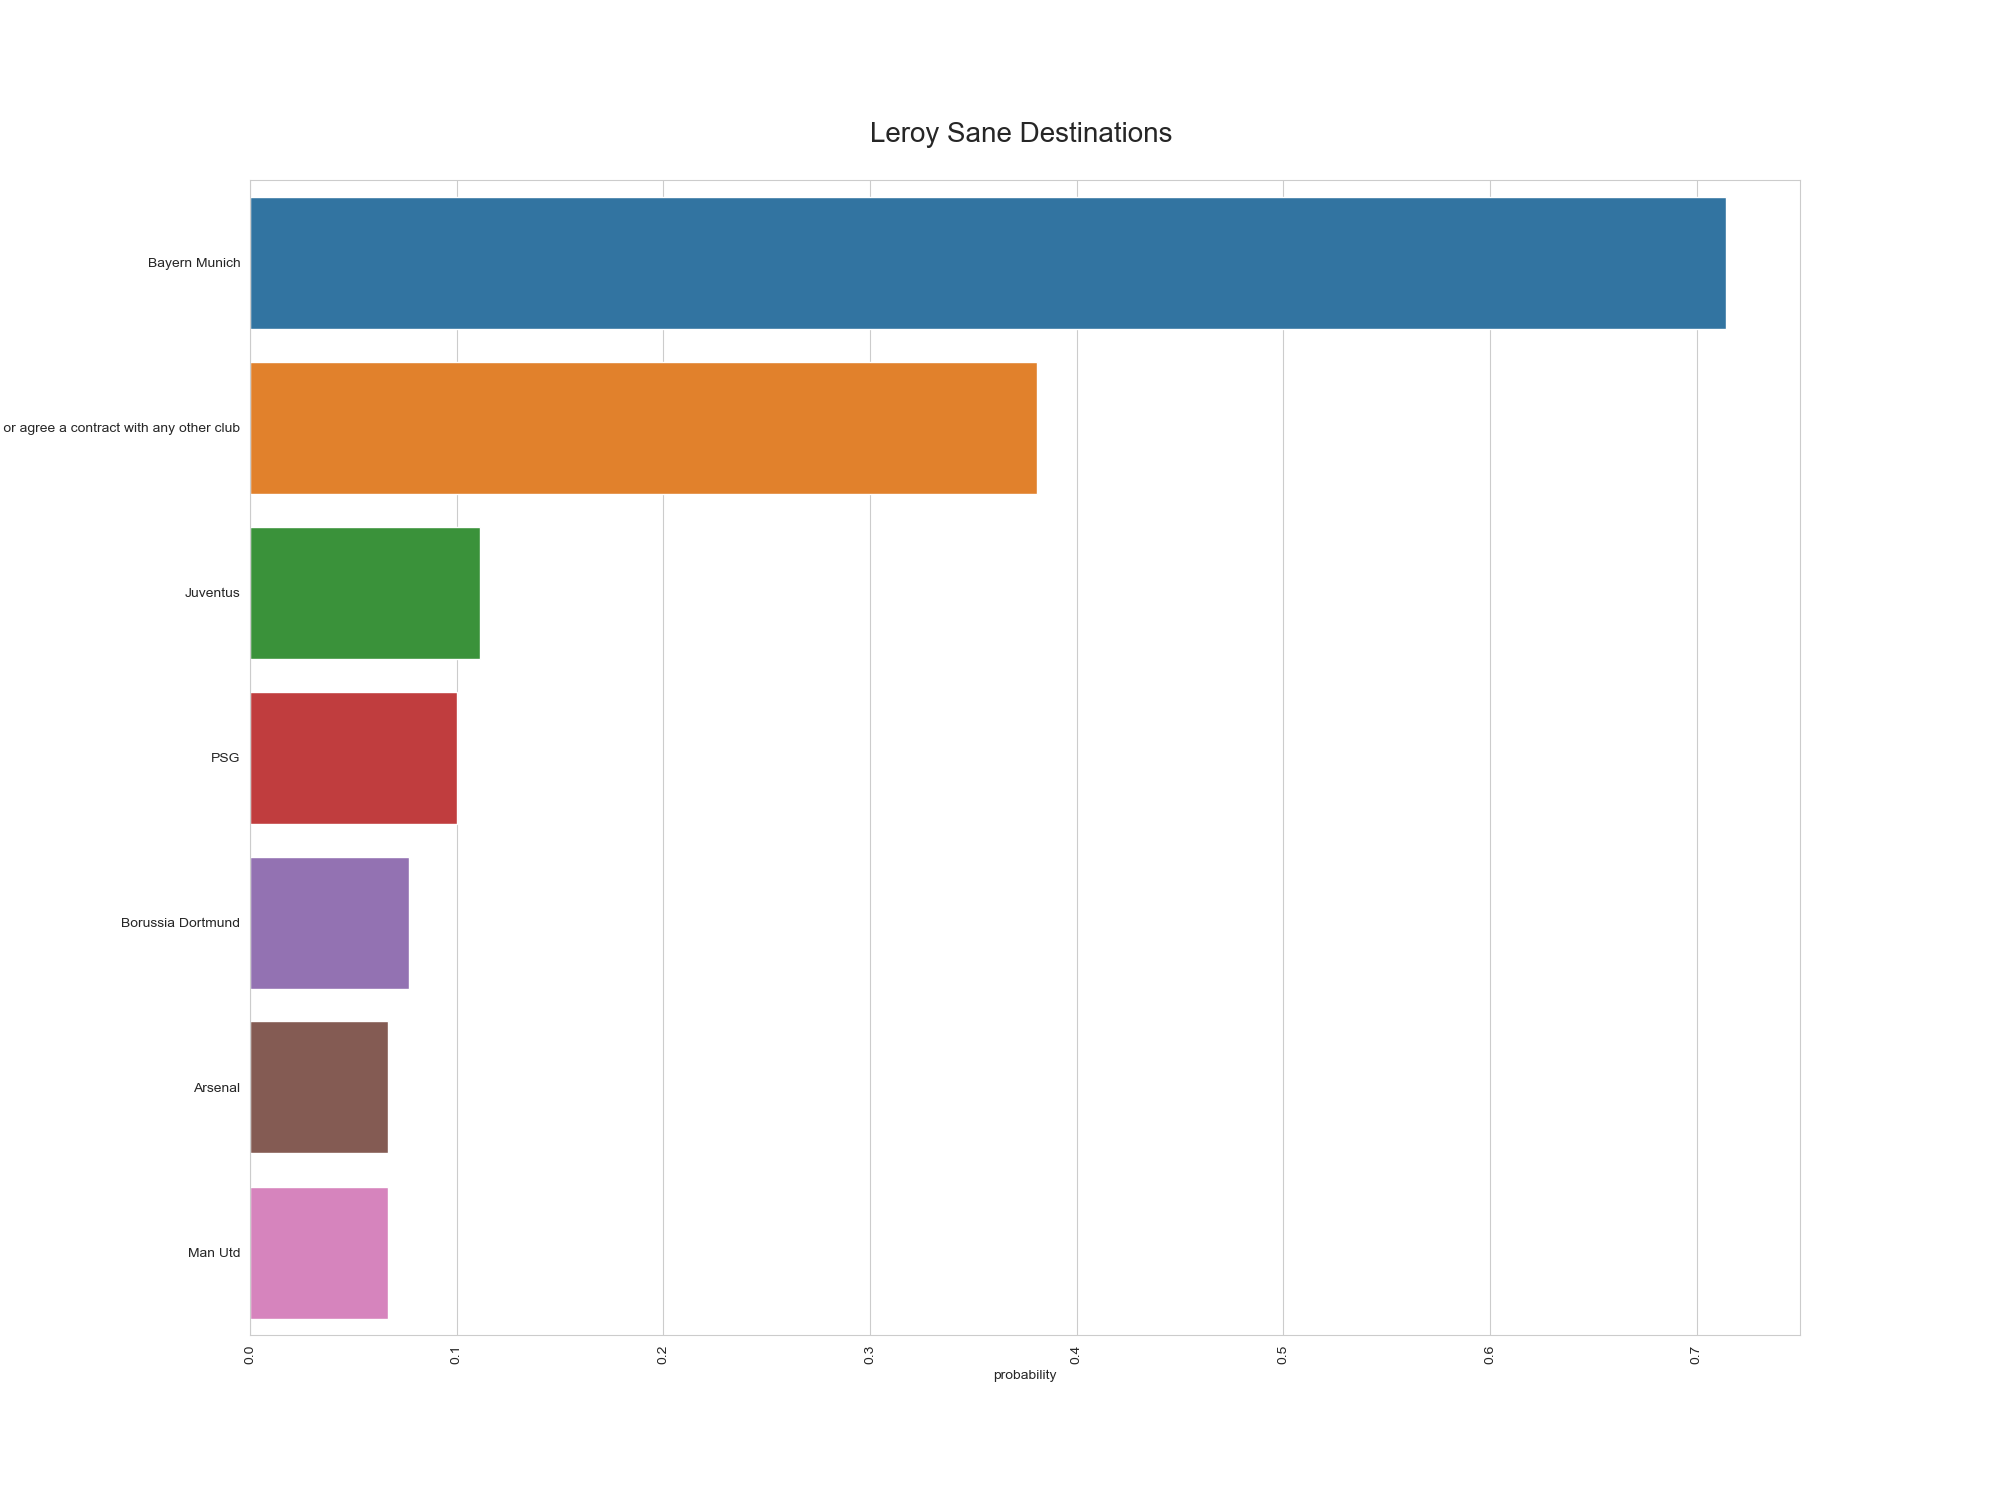 Leroy Sane Destinations
Bayern Munich
or agree a contract with any other club
Juventus
PSG
Borussia Dortmund
Arsenal
Man Utd
0.0
0.1
0.2
0.3
0.4
0.5
0.6
0.7
probability